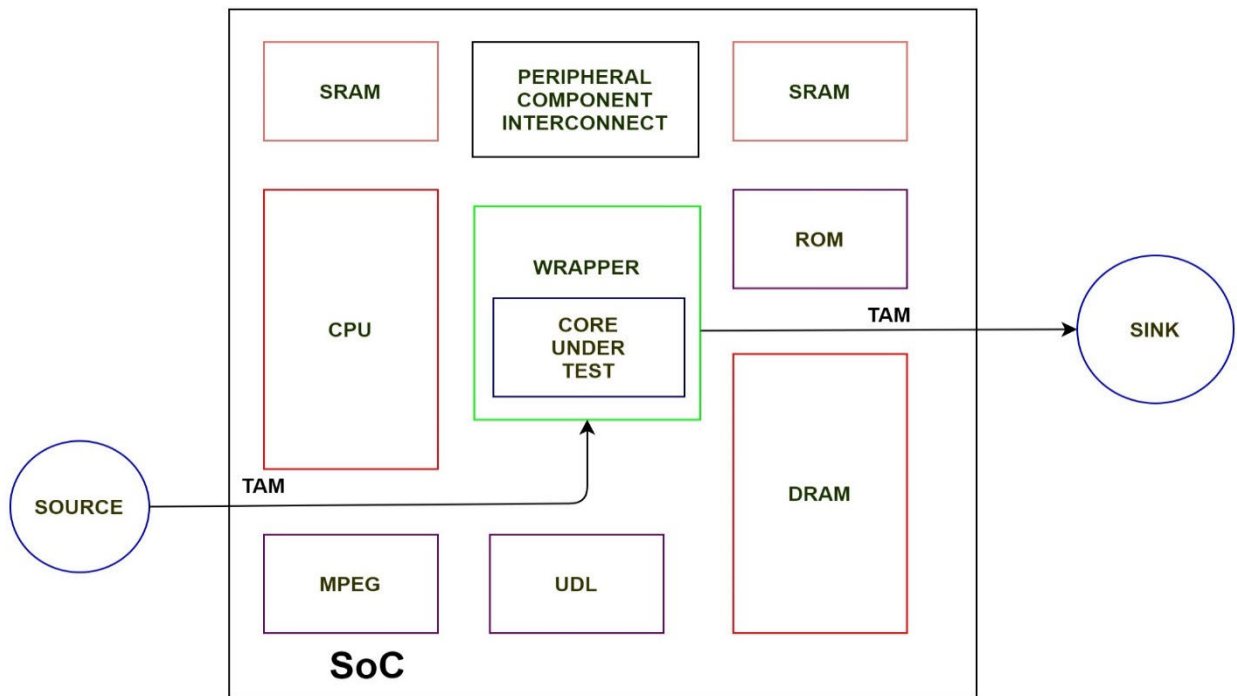 SRAM
PERIPHERAL
COMPONENT
INTERCONNECT
SRAM
CPU
WRAPPER
CORE
UNDER
TEST
ROM
TAM
SINK
SOURCE
TAM
DRAM
MPEG
UDL
SoC